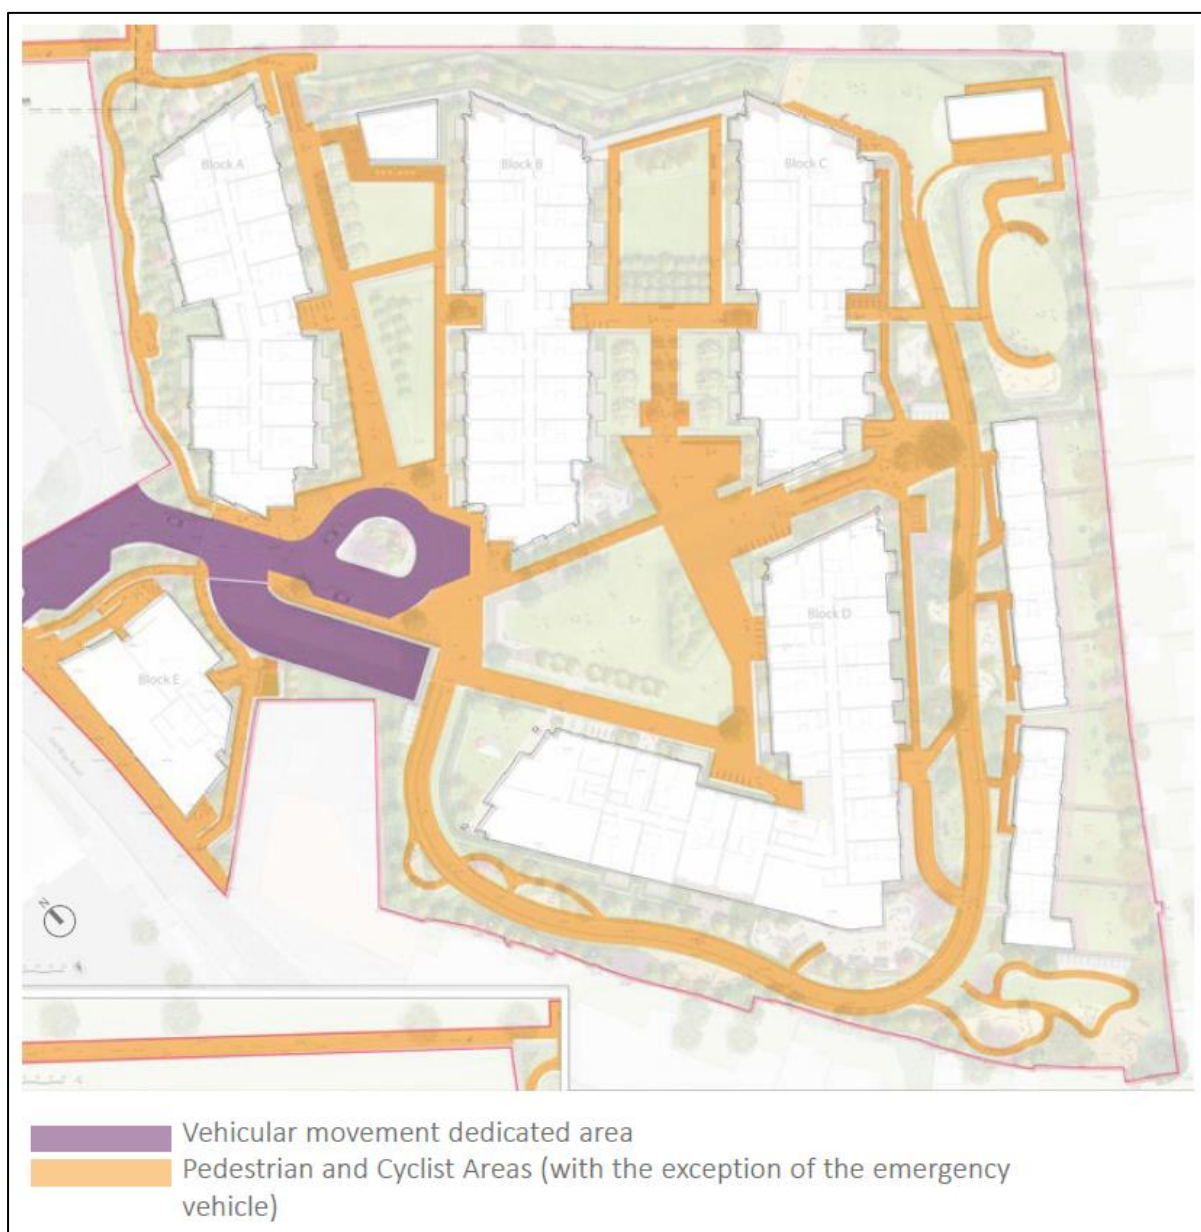 Block A
Block B
Block C
Block D
Block E
N
Vehicular movement dedicated area
Pedestrian and Cyclist Areas (with the exception of the emergency
vehicle)